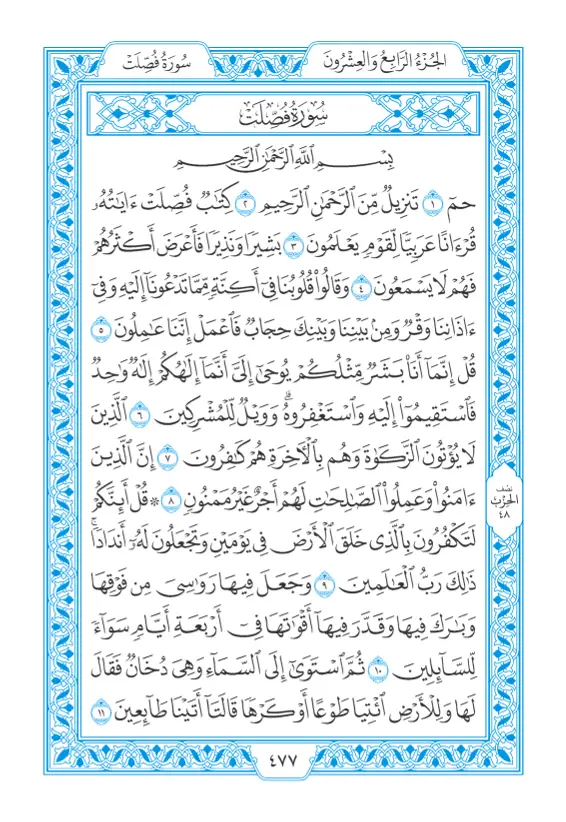 الجُزْءُ الرَّابِعُ وَالعِشْرُونَ
سُورَةُ فُصِّلَتْ
سُورَةُ فُصِّلَتْ
بِسْمِ ٱللَّهِ ٱلرَّحْمَٰنِ ٱلرَّحِيمِ
حمٓ ١ تَنزِيلٌ مِّنَ ٱلرَّحْمَٰنِ ٱلرَّحِيمِ ٢ كِتَٰبٌ فُصِّلَتْ ءَايَٰتُهُۥ
قُرْءَانًا عَرَبِيًّا لِّقَوْمٍ يَعْلَمُونَ ٣ بَشِيرًا وَنَذِيرًا فَأَعْرَضَ أَكْثَرُهُمْ
فَهُمْ لَا يَسْمَعُونَ ٤ وَقَالُوا۟ قُلُوبُنَا فِىٓ أَكِنَّةٍ مِّمَّا تَدْعُونَآ إِلَيْهِ وَفِىٓ
ءَاذَانِنَا وَقْرٌ وَمِنۢ بَيْنِنَا وَبَيْنِكَ حِجَابٌ فَٱعْمَلْ إِنَّنَا عَٰمِلُونَ ٥
قُلْ إِنَّمَآ أَنَا۠ بَشَرٌ مِّثْلُكُمْ يُوحَىٰٓ إِلَىَّ أَنَّمَآ إِلَٰهُكُمْ إِلَٰهٌ وَٰحِدٌ
فَٱسْتَقِيمُوٓا۟ إِلَيْهِ وَٱسْتَغْفِرُوهُ ۗ وَوَيْلٌ لِّلْمُشْرِكِينَ ٦ ٱلَّذِينَ
لَا يُؤْتُونَ ٱلزَّكَوٰةَ وَهُم بِٱلْءَاخِرَةِ هُمْ كَٰفِرُونَ ٧ إِنَّ ٱلَّذِينَ
ءَامَنُوا۟ وَعَمِلُوا۟ ٱلصَّٰلِحَٰتِ لَهُمْ أَجْرٌ غَيْرُ مَمْنُونٍ ٨ ۞ قُلْ أَئِنَّكُمْ
لَتَكْفُرُونَ بِٱلَّذِى خَلَقَ ٱلْأَرْضَ فِى يَوْمَيْنِ وَتَجْعَلُونَ لَهُۥٓ أَندَادًا ۚ
ذَٰلِكَ رَبُّ ٱلْعَٰلَمِينَ ٩ وَجَعَلَ فِيهَا رَوَٰسِىَ مِن فَوْقِهَا
وَبَٰرَكَ فِيهَا وَقَدَّرَ فِيهَآ أَقْوَٰتَهَا فِىٓ أَرْبَعَةِ أَيَّامٍ سَوَآءً
لِّلسَّآئِلِينَ ١٠ ثُمَّ ٱسْتَوَىٰٓ إِلَى ٱلسَّمَآءِ وَهِىَ دُخَانٌ فَقَالَ
لَهَا وَلِلْأَرْضِ ٱئْتِيَا طَوْعًا أَوْ كَرْهًا قَالَتَآ أَتَيْنَا طَآئِعِينَ ١١
نصف
الحِزْب
٤٨
٤٧٧